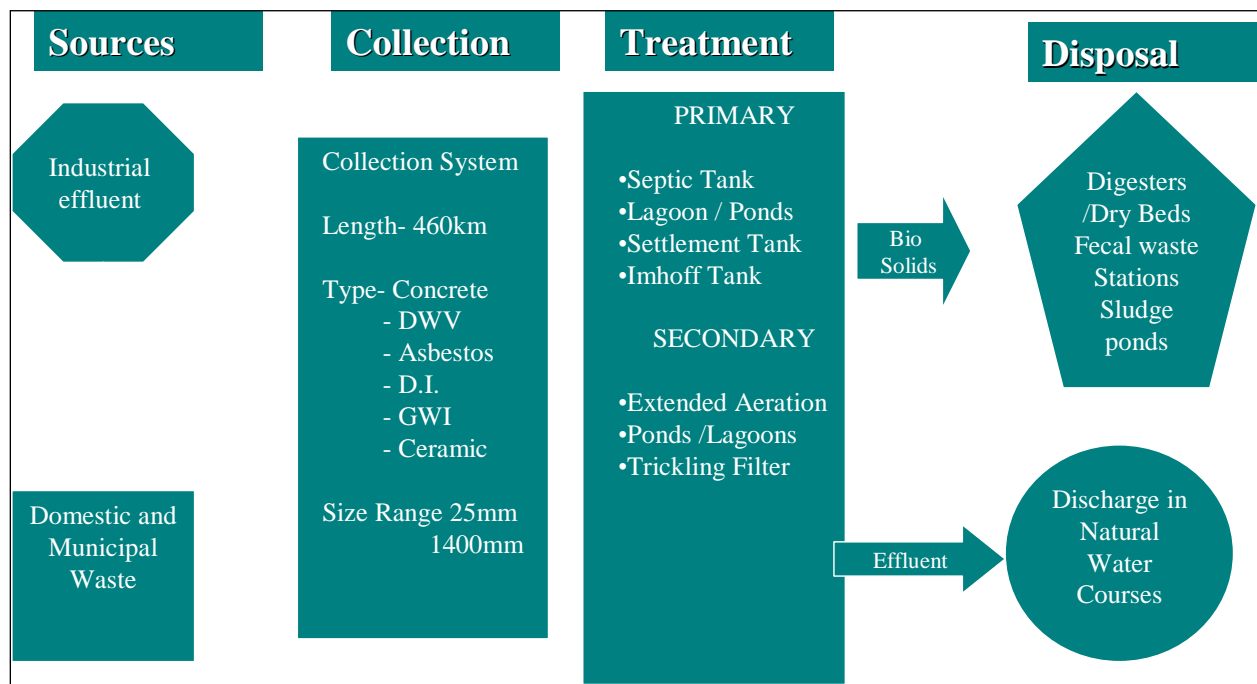 Sources
Collection
Treatment
Disposal
Industrial
effluent
Domestic and
Municipal
Waste
Collection System
Length- 460km
Type- Concrete
- DWV
- Asbestos
- D.I.
- GWI
- Ceramic
Size Range 25mm
1400mm
PRIMARY
•Septic Tank
•Lagoon / Ponds
•Settlement Tank
•Imhoff Tank
SECONDARY
•Extended Aeration
•Ponds /Lagoons
•Trickling Filter
Bio
Solids
Effluent
Digesters
/Dry Beds
Fecal waste
Stations
Sludge
ponds
Discharge in
Natural
Water
Courses